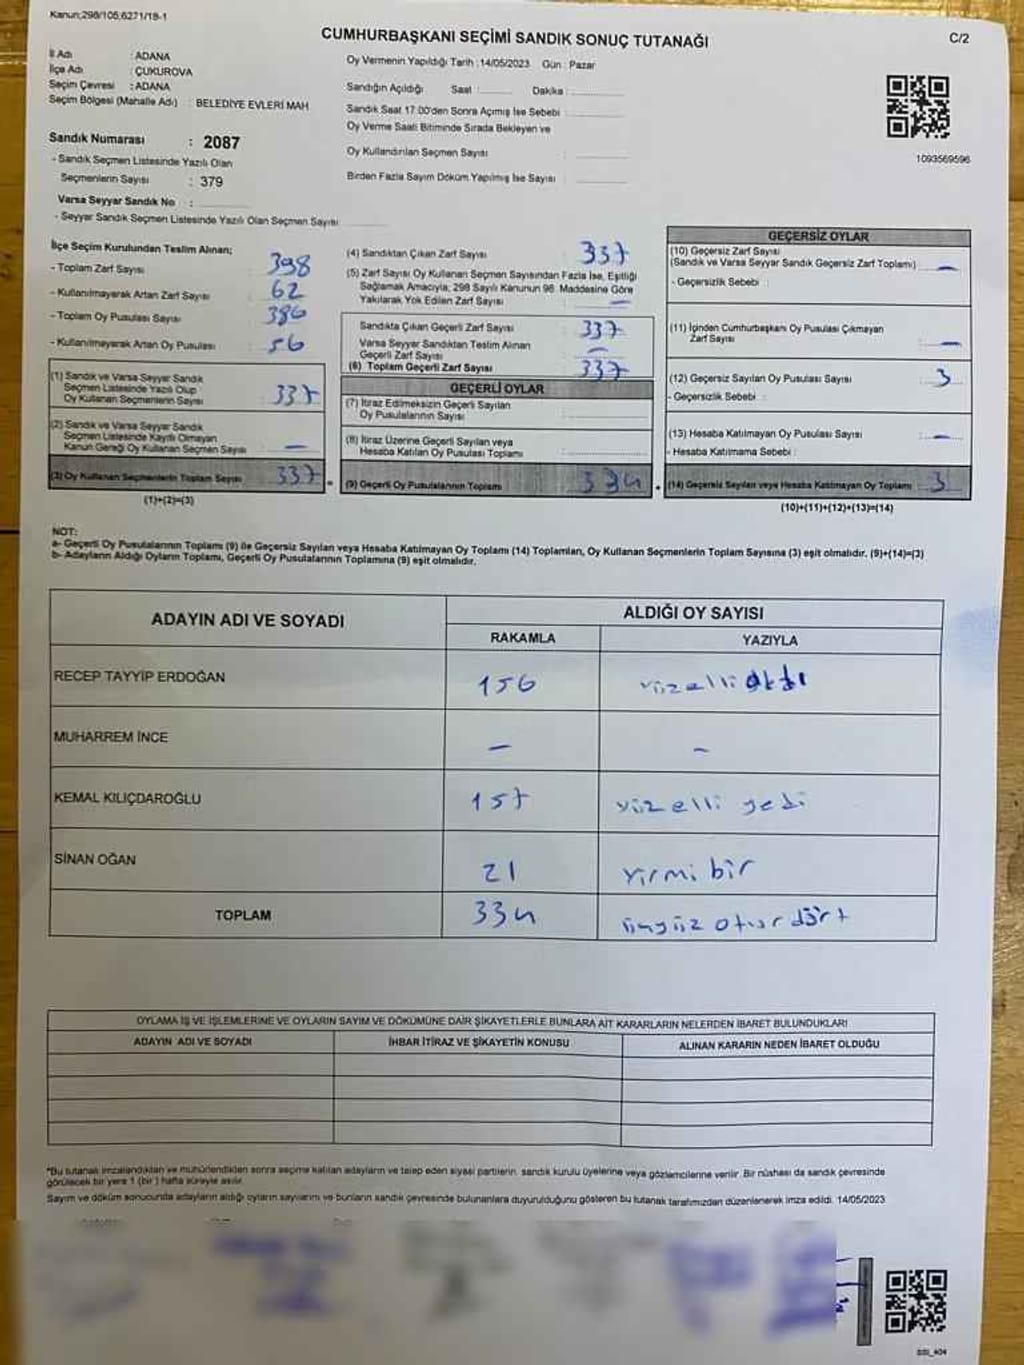 Kanun;298/105;6271/18-1
CUMHURBAŞKANI SEÇİMİ SANDIK SONUÇ TUTANAĞI
C/2
İl Adı : ADANA
İlçe Adı : ÇUKUROVA
Seçim Çevresi : ADANA
Seçim Bölgesi (Mahalle Adı) : BELEDİYE EVLERİ MAH
Sandık Numarası : 2087
- Sandık Seçmen Listesinde Yazılı Olan
Seçmenlerin Sayısı : 379
Varsa Seyyar Sandık No :
- Seyyar Sandık Seçmen Listesinde Yazılı Olan Seçmen Sayısı
Oy Vermenin Yapıldığı Tarih : 14/05/2023 Gün : Pazar
Sandığın Açıldığı Saat : Dakika :
Sandık Saat 17:00'den Sonra Açımış İse Sebebi :
Oy Verme Saati Bitiminde Sırada Bekleyen ve
Oy Kullandırılan Seçmen Sayısı :
Birden Fazla Sayım Döküm Yapılmış İse Sayısı :
1093569596
İlçe Seçim Kurulundan Teslim Alınan;
- Toplam Zarf Sayısı : 398
- Kullanılmayarak Artan Zarf Sayısı : 62
- Toplam Oy Pusulası Sayısı : 386
- Kullanılmayarak Artan Oy Pusulası : 56
(1) Sandık ve Varsa Seyyar Sandık
Seçmen Listesinde Yazılı Olup
Oy Kullanan Seçmenlerin Sayısı : 337
(2) Sandık ve Varsa Seyyar Sandık
Seçmen Listesinde Kayıtlı Olmayan
Kanun Gereği Oy Kullanan Seçmen Sayısı : —
(3) Oy Kullanan Seçmenlerin Toplam Sayısı : 337
(1)+(2)=(3)
(4) Sandıktan Çıkan Zarf Sayısı : 337
(5) Zarf Sayısı Oy Kullanan Seçmen Sayısından Fazla İse, Eşitliği
Sağlamak Amacıyla; 298 Sayılı Kanunun 98. Maddesine Göre
Yakılarak Yok Edilen Zarf Sayısı : —
Sandıkta Çıkan Geçerli Zarf Sayısı : 337
Varsa Seyyar Sandıktan Teslim Alınan
Geçerli Zarf Sayısı : —
(6) Toplam Geçerli Zarf Sayısı : 337
GEÇERLİ OYLAR
(7) İtiraz Edilmeksizin Geçerli Sayılan
Oy Pusulalarının Sayısı :
(8) İtiraz Üzerine Geçerli Sayılan veya
Hesaba Katılan Oy Pusulası Toplamı :
(9) Geçerli Oy Pusulalarının Toplamı : 334
GEÇERSİZ OYLAR
(10) Geçersiz Zarf Sayısı
(Sandık ve Varsa Seyyar Sandık Geçersiz Zarf Toplamı) : —
- Geçersizlik Sebebi :
(11) İçinden Cumhurbaşkanı Oy Pusulası Çıkmayan
Zarf Sayısı : —
(12) Geçersiz Sayılan Oy Pusulası Sayısı : 3
- Geçersizlik Sebebi :
(13) Hesaba Katılmayan Oy Pusulası Sayısı : —
- Hesaba Katılmama Sebebi :
(14) Geçersiz Sayılan veya Hesaba Katılmayan Oy Toplamı : 3
(10)+(11)+(12)+(13)=(14)
NOT:
a- Geçerli Oy Pusulalarının Toplamı (9) ile Geçersiz Sayılan veya Hesaba Katılmayan Oy Toplamı (14) Toplamları, Oy Kullanan Seçmenlerin Toplam Sayısına (3) eşit olmalıdır. (9)+(14)=(3)
b- Adayların Aldığı Oyların Toplamı, Geçerli Oy Pusulalarının Toplamına (9) eşit olmalıdır.
ADAYIN ADI VE SOYADI ALDIĞI OY SAYISI
RAKAMLA YAZIYLA
RECEP TAYYİP ERDOĞAN 156 yüzelli altı
MUHARREM İNCE — —
KEMAL KILIÇDAROĞLU 157 yüzelli yedi
SİNAN OĞAN 21 yirmi bir
TOPLAM 334 üçyüz otuz dört
OYLAMA İŞ VE İŞLEMLERİNE VE OYLARIN SAYIM VE DÖKÜMÜNE DAİR ŞİKAYETLERLE BUNLARA AİT KARARLARIN NELERDEN İBARET BULUNDUKLARI
ADAYIN ADI VE SOYADI İHBAR İTİRAZ VE ŞİKAYETİN KONUSU ALINAN KARARIN NEDEN İBARET OLDUĞU
*Bu tutanak imzalandıktan ve mühürlendikten sonra seçime katılan adayların ve talep eden siyasi partilerin, sandık kurulu üyelerine veya gözlemcilerine verilir. Bir nüshası da sandık çevresinde
görülecek bir yere 1 (bir) hafta süreyle asılır.
Sayım ve döküm sonucunda adayların aldığı oyların sayılarını ve bunların sandık çevresinde bulunanlara duyurulduğunu gösteren bu tutanak tarafımızdan düzenlenerek imza edildi. 14/05/2023